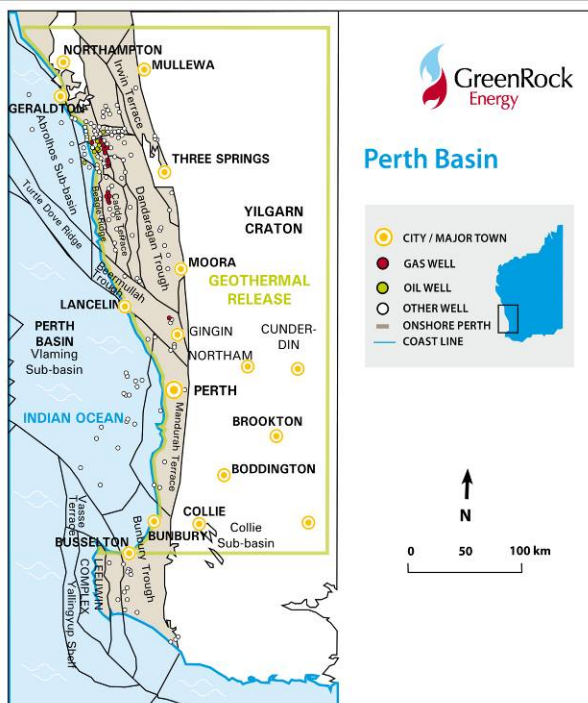 NORTHAMPTON
MULLEWA
GERALDTON
Irwin Terrace
Abrolhos Sub-basin
THREE SPRINGS
Turtle Dove Ridge
Beagle Ridge
Cadda Terrace
Dandaragan Trough
YILGARN
CRATON
Beermullah
Trough
MOORA
GEOTHERMAL
RELEASE
LANCELIN
PERTH
BASIN
Vlaming
Sub-basin
GINGIN
CUNDER-
DIN
NORTHAM
INDIAN OCEAN
PERTH
Mandurah Terrace
BROOKTON
BODDINGTON
Vasse
Terrace
COLLIE
Collie
Sub-basin
BUNBURY
BUSSELTON
Bunbury Trough
LEEUWIN
COMPLEX
Yallingyup Shelf
GreenRock
Energy
Perth Basin
CITY / MAJOR TOWN
GAS WELL
OIL WELL
OTHER WELL
ONSHORE PERTH
COAST LINE
N
0 50 100 km